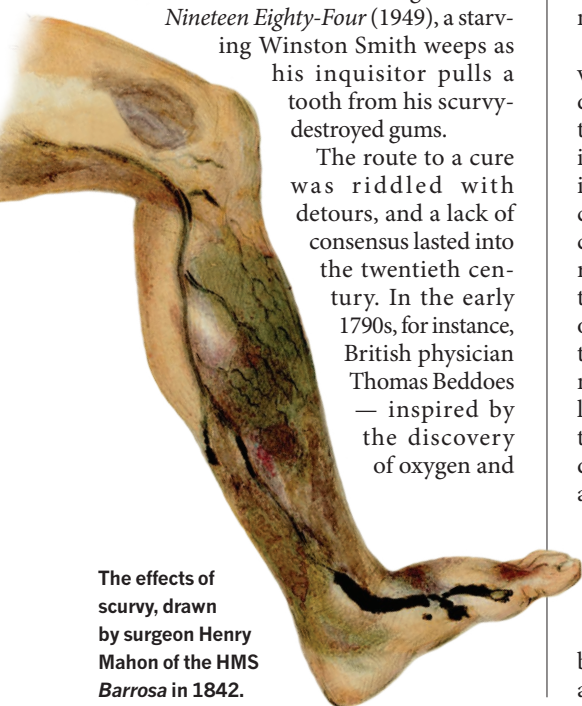 Nineteen Eighty-Four (1949), a starv-
ing Winston Smith weeps as
his inquisitor pulls a
tooth from his scurvy-
destroyed gums.
The route to a cure
was riddled with
detours, and a lack of
consensus lasted into
the twentieth cen-
tury. In the early
1790s, for instance,
British physician
Thomas Beddoes
— inspired by
the discovery
of oxygen and
The effects of
scurvy, drawn
by surgeon Henry
Mahon of the HMS
Barrosa in 1842.